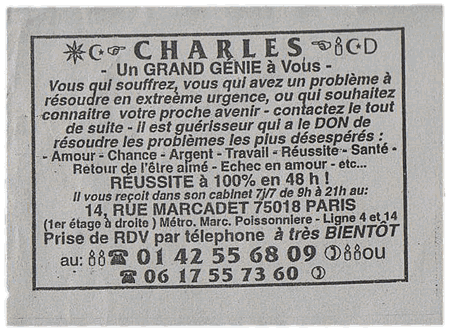 CHARLES
- Un GRAND GÉNIE à Vous -
Vous qui souffrez, vous qui avez un problème à
résoudre en extreème urgence, ou qui souhaitez
connaitre votre proche avenir - contactez le tout
de suite - il est guérisseur qui a le DON de
résoudre les problèmes les plus désespérés :
- Amour - Chance - Argent - Travail - Réussite - Santé -
Retour de l'être aimé - Echec en amour - etc...
RÉUSSITE à 100% en 48 h !
Il vous reçoit dans son cabinet 7j/7 de 9h à 21h au:
14, RUE MARCADET 75018 PARIS
(1er étage à droite ) Métro. Marc. Poissonniere - Ligne 4 et 14
Prise de RDV par télephone à très BIENTÔT
au: ☎ 01 42 55 68 09 ou
☎ 06 17 55 73 60